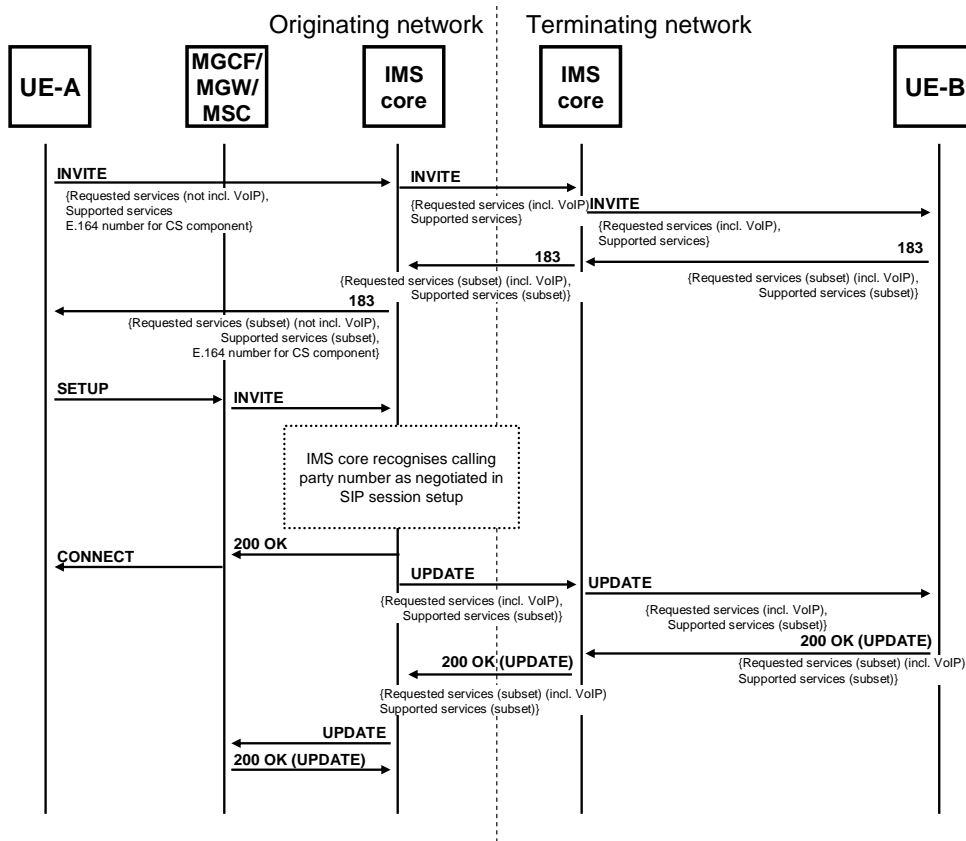 Originating network
Terminating network
UE-A
MGCF/
MGW/
MSC
IMS
core
IMS
core
UE-B
INVITE
{Requested services (not incl. VoIP),
Supported services
E.164 number for CS component}
INVITE
{Requested services (incl. VoIP)
Supported services}
INVITE
{Requested services (incl. VoIP),
Supported services}
183
{Requested services (subset) (incl. VoIP),
Supported services (subset)}
183
{Requested services (subset) (incl. VoIP),
Supported services (subset)}
183
{Requested services (subset) (not incl. VoIP),
Supported services (subset),
E.164 number for CS component}
SETUP
INVITE
IMS core recognises calling
party number as negotiated in
SIP session setup
200 OK
CONNECT
UPDATE
{Requested services (incl. VoIP),
Supported services (subset)}
UPDATE
{Requested services (incl. VoIP),
Supported services (subset)}
200 OK (UPDATE)
{Requested services (subset) (incl. VoIP)
Supported services (subset)}
200 OK (UPDATE)
{Requested services (subset) (incl. VoIP)
Supported services (subset)}
UPDATE
200 OK (UPDATE)